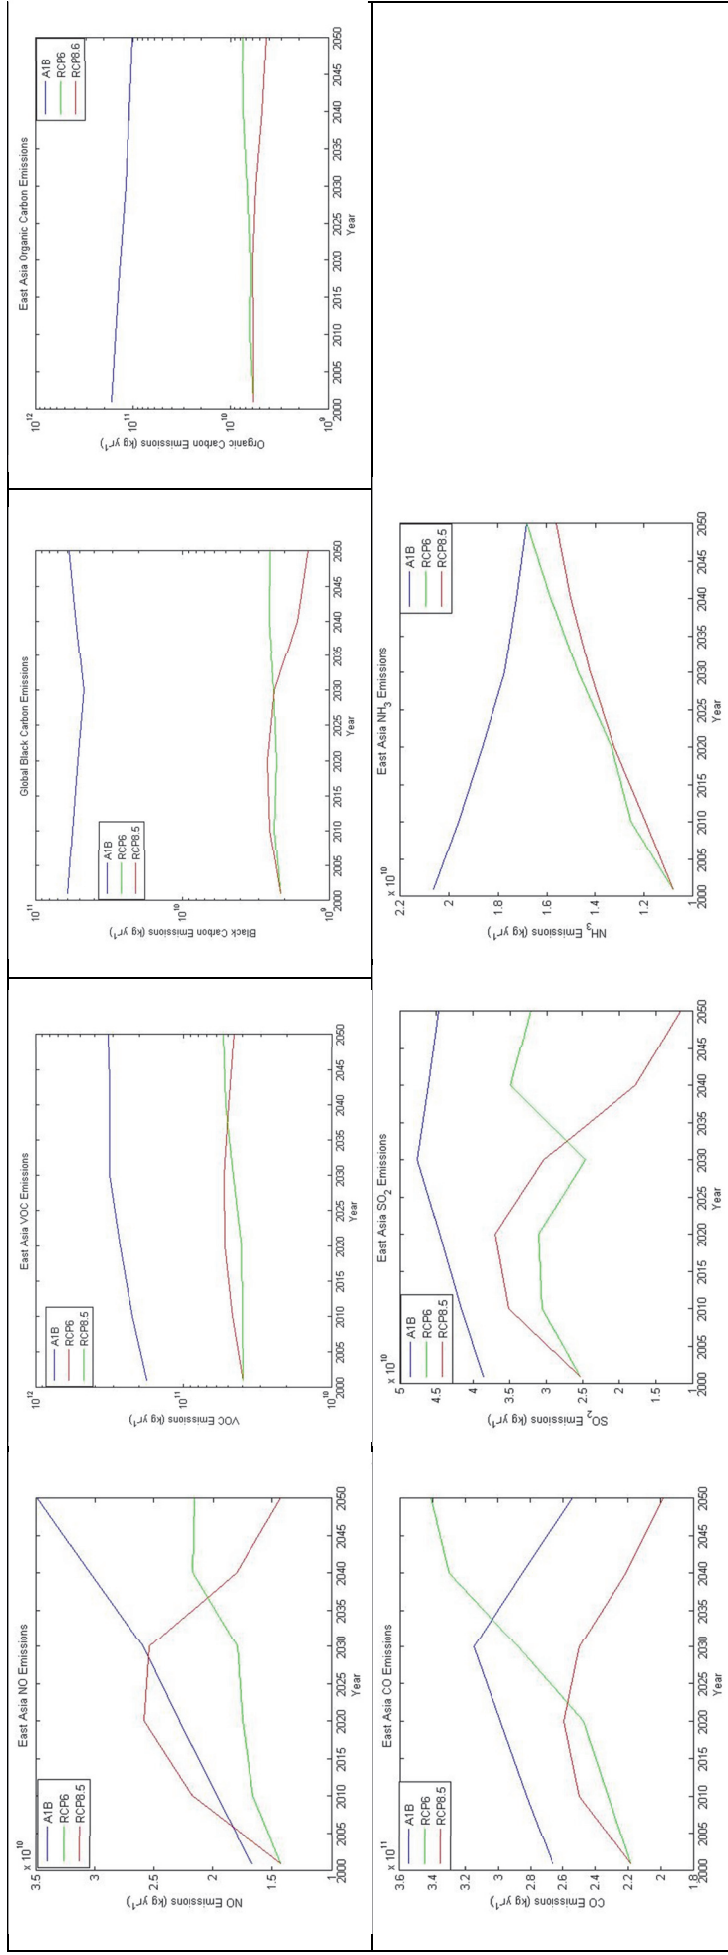 East Asia NO Emissions
x 10^10
NO Emissions (kg yr^-1)
3.5
3
2.5
2
1.5
1
A1B
RCP6
RCP8.5
2000 2005 2010 2015 2020 2025 2030 2035 2040 2045 2050
Year
East Asia VOC Emissions
VOC Emissions (kg yr^-1)
10^12
10^11
10^10
A1B
RCP6
RCP8.5
2000 2005 2010 2015 2020 2025 2030 2035 2040 2045 2050
Year
Global Black Carbon Emissions
Black Carbon Emissions (kg yr^-1)
10^11
10^10
10^9
A1B
RCP6
RCP8.5
2000 2005 2010 2015 2020 2025 2030 2035 2040 2045 2050
Year
East Asia Organic Carbon Emissions
Organic Carbon Emissions (kg yr^-1)
10^12
10^11
10^10
10^9
A1B
RCP6
RCP8.6
2000 2005 2010 2015 2020 2025 2030 2035 2040 2045 2050
Year
East Asia CO Emissions
x 10^11
CO Emissions (kg yr^-1)
3.6
3.4
3.2
3
2.8
2.6
2.4
2.2
2
1.8
A1B
RCP6
RCP8.5
2000 2005 2010 2015 2020 2025 2030 2035 2040 2045 2050
Year
East Asia SO2 Emissions
x 10^10
SO2 Emissions (kg yr^-1)
5
4.5
4
3.5
3
2.5
2
1.5
1
A1B
RCP6
RCP8.5
2000 2005 2010 2015 2020 2025 2030 2035 2040 2045 2050
Year
East Asia NH3 Emissions
x 10^10
NH3 Emissions (kg yr^-1)
2.2
2
1.8
1.6
1.4
1.2
1
A1B
RCP6
RCP8.5
2000 2005 2010 2015 2020 2025 2030 2035 2040 2045 2050
Year